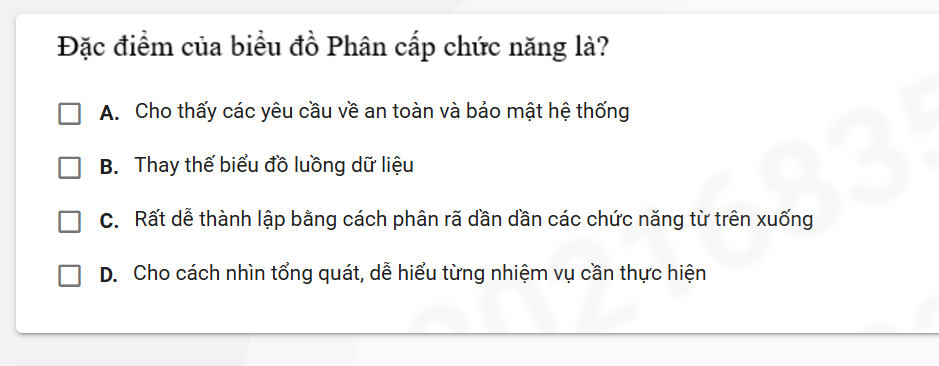 Đặc điểm của biểu đồ Phân cấp chức năng là?
A. Cho thấy các yêu cầu về an toàn và bảo mật hệ thống
B. Thay thế biểu đồ luồng dữ liệu
C. Rất dễ thành lập bằng cách phân rã dần dần các chức năng từ trên xuống
D. Cho cách nhìn tổng quát, dễ hiểu từng nhiệm vụ cần thực hiện